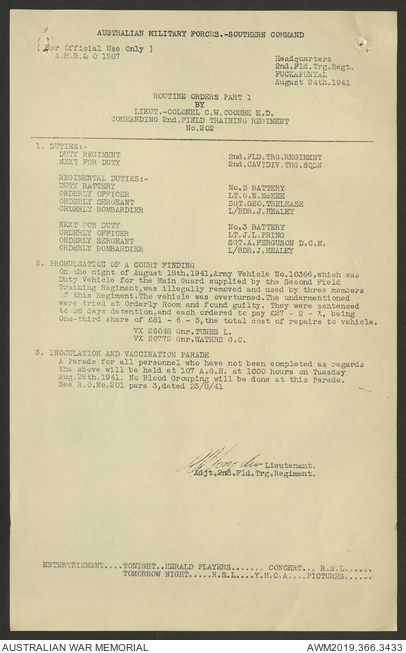 AUSTRALIAN MILITARY FORCES.-SOUTHERN COMMAND
( For Official Use Only )
A.M.R.& O 1587
Headquarters
2nd.Fld.Trg.Regt.
PUCKAPUNYAL
August 24th.1941
ROUTINE ORDERS PART 1
BY
LIEUT.-COLONEL C.W.COOMBE E.D.
COMMANDING 2nd.FIELD TRAINING REGIMENT
No.202
1. DUTIES:-
DUTY REGIMENT 2nd.FLD.TRG.REGIMENT
NEXT FOR DUTY 2nd.CAVTDIV.TRG.SQDN
REGIMENTAL DUTIES:-
DUTY BATTERY No.2 BATTERY
ORDERLY OFFICER LT.G.N.McKEE
ORDERLY SERGEANT SGT.GEO.TRELEASE
ORDERLY BOMBARDIER L/BDR.J.HEALEY
NEXT FOR DUTY No.3 BATTERY
ORDERLY OFFICER LT.J.L.PRING
ORDERLY SERGEANT SGT.A.FERGUSON D.C.M.
ORDERLY BOMBARDIER L/BDR.J.HEALEY
2. PROMULGATION OF A COURT FINDING
On the night of August 18th.1941,Army Vehicle No.10366,which was
Duty Vehicle for the Main Guard supplied by the Second Field
Training Regiment,was illegally removed and used by three members
of this Regiment.The vehicle was overturned.The undermentioned
were tried at Orderly Room and found guilty. They were sentenced
to 28 days detention,and each ordered to pay £27 - 2 - 1, being
One-third share of £81 - 6 - 3,the total cost of repairs to vehicle.
VX 26048 Gnr.TUNKS L.
VX 20772 Gnr.WATERS G.C.
3. INOCULATION AND VACCINATION PARADE
A Parade for all personnel who have not been completed as regards
the above will be held at 107 A.G.H. at 1000 hours on Tuesday
Aug.26th.1941. No Blood Grouping will be done at this Parade.
See R.O.No.201 para 3,dated 23/8/41
Lieutenant.
Adjt.2nd.Fld.Trg.Regiment.
ENTERTEINMENT....TONIGHT..HERALD PLAYERS...... CONCERT... R.S.L......
TOMORROW NIGHT.....R.S.L....Y.M.C.A....PICTURES......
AUSTRALIAN WAR MEMORIAL
AWM2019.366.3433